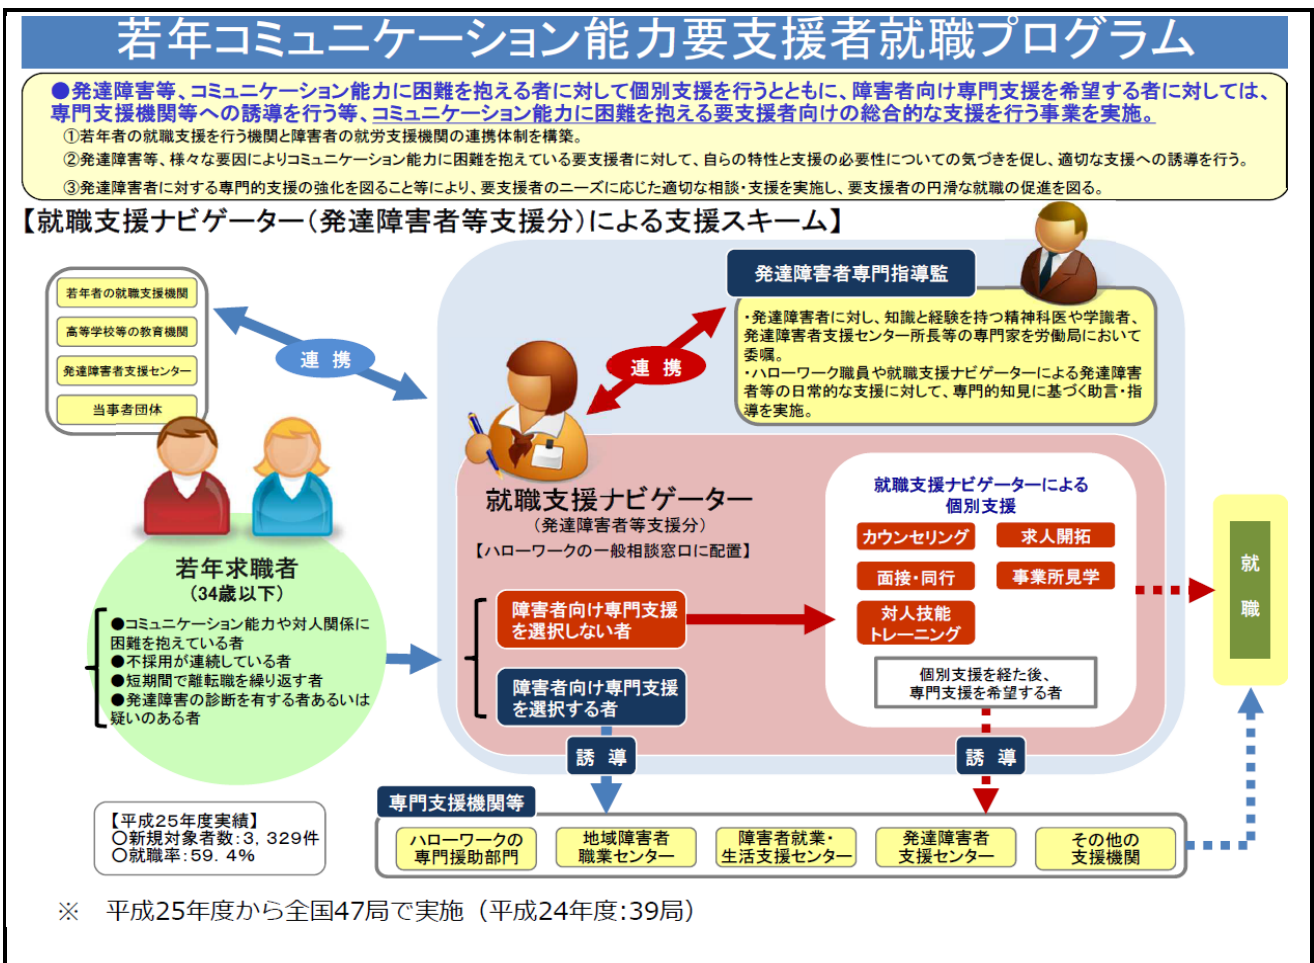 若年コミュニケーション能力要支援者就職プログラム
●発達障害等、コミュニケーション能力に困難を抱える者に対して個別支援を行うとともに、障害者向け専門支援を希望する者に対しては、
専門支援機関等への誘導を行う等、コミュニケーション能力に困難を抱える要支援者向けの総合的な支援を行う事業を実施。
①若年者の就職支援を行う機関と障害者の就労支援機関の連携体制を構築。
②発達障害等、様々な要因によりコミュニケーション能力に困難を抱えている要支援者に対して、自らの特性と支援の必要性についての気づきを促し、適切な支援への誘導を行う。
③発達障害者に対する専門的支援の強化を図ること等により、要支援者のニーズに応じた適切な相談・支援を実施し、要支援者の円滑な就職の促進を図る。
【就職支援ナビゲーター（発達障害者等支援分）による支援スキーム】
若年者の就職支援機関
高等学校等の教育機関
発達障害者支援センター
当事者団体
連 携
連 携
発達障害者専門指導監
・発達障害者に対し、知識と経験を持つ精神科医や学識者、
発達障害者支援センター所長等の専門家を労働局において
委嘱。
・ハローワーク職員や就職支援ナビゲーターによる発達障害
者等の日常的な支援に対して、専門的知見に基づく助言・指
導を実施。
若年求職者
（34歳以下）
●コミュニケーション能力や対人関係に
困難を抱えている者
●不採用が連続している者
●短期間で離転職を繰り返す者
●発達障害の診断を有する者あるいは
疑いのある者
就職支援ナビゲーター
（発達障害者等支援分）
【ハローワークの一般相談窓口に配置】
障害者向け専門支援
を選択しない者
障害者向け専門支援
を選択する者
就職支援ナビゲーターによる
個別支援
カウンセリング
求人開拓
面接・同行
事業所見学
対人技能
トレーニング
個別支援を経た後、
専門支援を希望する者
就
職
誘 導
誘 導
専門支援機関等
ハローワークの
専門援助部門
地域障害者
職業センター
障害者就業・
生活支援センター
発達障害者
支援センター
その他の
支援機関
【平成25年度実績】
○新規対象者数：3，329件
○就職率：59．4％
※　平成25年度から全国47局で実施（平成24年度:39局）